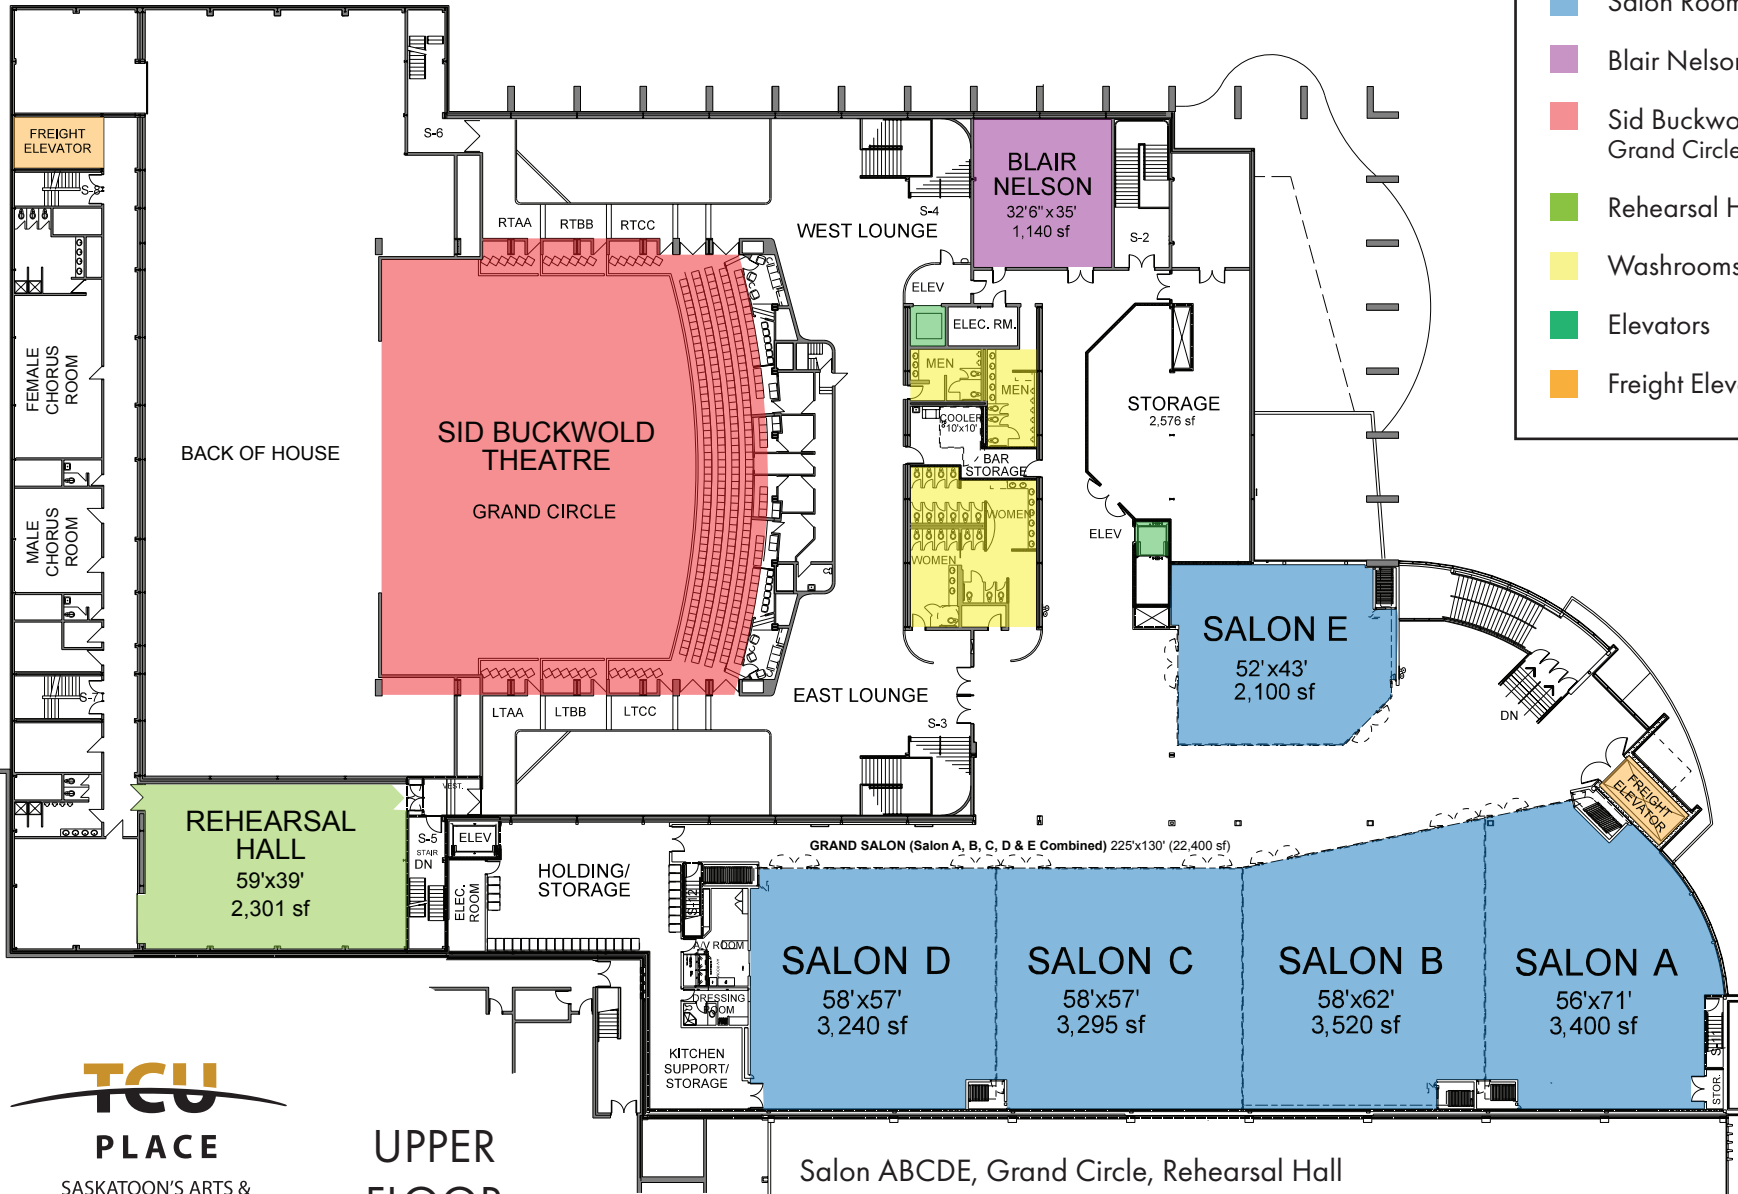 Salon Room
Blair Nelson
Sid Buckwo
Grand Circle
Rehearsal H
Washrooms
Elevators
Freight Eleva
FREIGHT
ELEVATOR
S-8
S-6
RTAA
RTBB
RTCC
WEST LOUNGE
S-4
BLAIR
NELSON
32'6" x 35'
1,140 sf
S-2
ELEV
ELEC. RM.
MEN
MEN
COOLER
10'x10'
BAR
STORAGE
STORAGE
2,576 sf
ELEV
WOMEN
WOMEN
FEMALE
CHORUS
ROOM
BACK OF HOUSE
SID BUCKWOLD
THEATRE
GRAND CIRCLE
MALE
CHORUS
ROOM
S-7
LTAA
LTBB
LTCC
EAST LOUNGE
S-3
SALON E
52'x43'
2,100 sf
DN
FREIGHT
ELEVATOR
VEST.
REHEARSAL
HALL
59'x39'
2,301 sf
S-5
STAIR
DN
ELEV
ELEC.
ROOM
HOLDING/
STORAGE
GRAND SALON (Salon A, B, C, D & E Combined) 225'x130' (22,400 sf)
S-12
A/V ROOM
DRESSING
ROOM
KITCHEN
SUPPORT/
STORAGE
SALON D
58'x57'
3,240 sf
SALON C
58'x57'
3,295 sf
SALON B
58'x62'
3,520 sf
SALON A
56'x71'
3,400 sf
S-11
STOR.
TCU
PLACE
SASKATOON'S ARTS &
UPPER
FLOOR
Salon ABCDE, Grand Circle, Rehearsal Hall